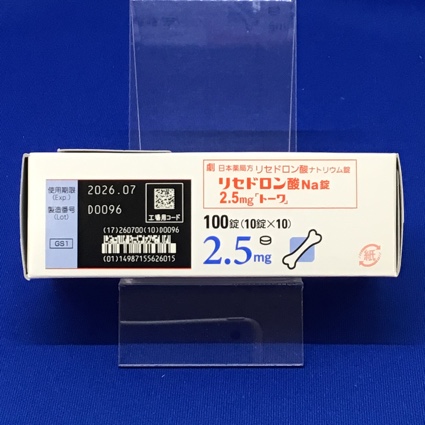 使用期限
(Exp.)
2026.07
製造番号
(Lot)
D0096
工場用コード
GS1
(17)260700(10)D0096
(01)14987155626015
劇 日本薬局方 リセドロン酸ナトリウム錠
リセドロン酸Na錠
2.5mg「トーワ」
100錠(10錠×10)
2.5mg
紙